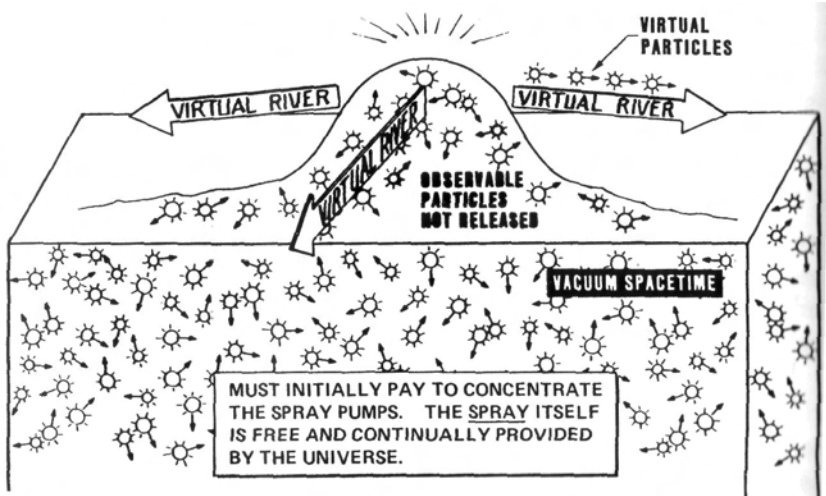 VIRTUAL
PARTICLES
VIRTUAL RIVER
VIRTUAL RIVER
VIRTUAL RIVER
OBSERVABLE
PARTICLES
NOT RELEASED
VACUUM SPACETIME
MUST INITIALLY PAY TO CONCENTRATE
THE SPRAY PUMPS. THE SPRAY ITSELF
IS FREE AND CONTINUALLY PROVIDED
BY THE UNIVERSE.